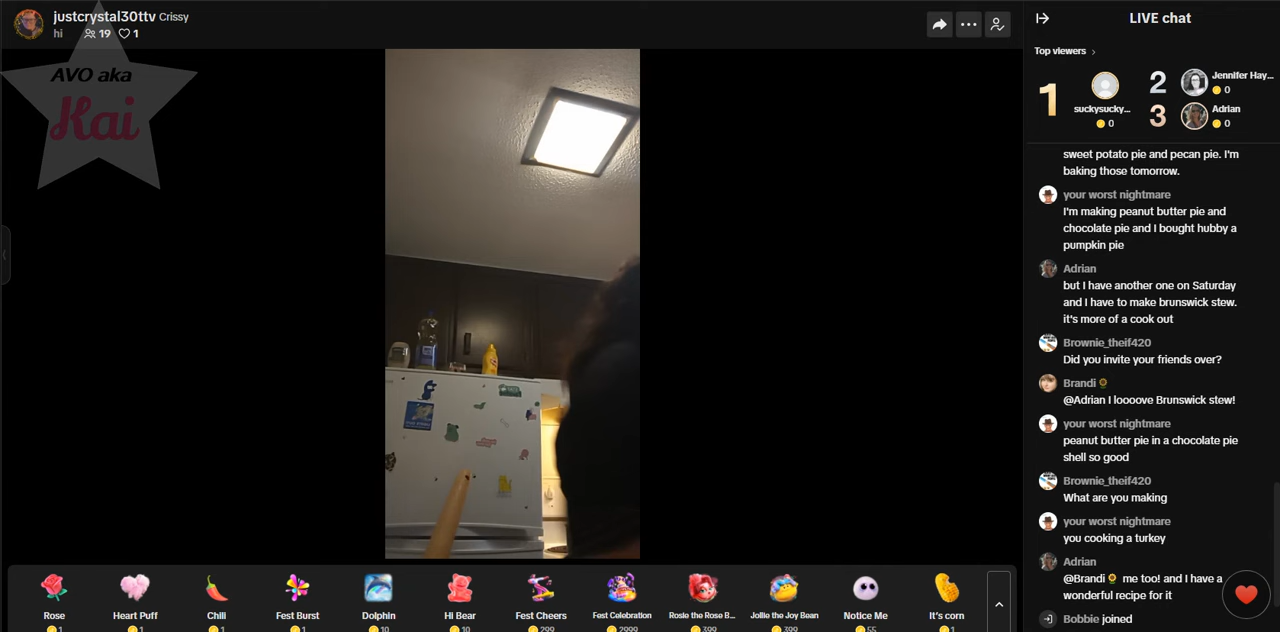 justcrystal30ttv Crissy
hi 19 1
AVO aka
Kai
LIVE chat
Top viewers
1
suckysucky...
0
2 Jennifer Hay...
0
3 Adrian
0
sweet potato pie and pecan pie. I'm
baking those tomorrow.
your worst nightmare
I'm making peanut butter pie and
chocolate pie and I bought hubby a
pumpkin pie
Adrian
but I have another one on Saturday
and I have to make brunswick stew.
it's more of a cook out
Brownie_theif420
Did you invite your friends over?
Brandi
@Adrian I loooove Brunswick stew!
your worst nightmare
peanut butter pie in a chocolate pie
shell so good
Brownie_theif420
What are you making
your worst nightmare
you cooking a turkey
Adrian
@Brandi me too! and I have a
wonderful recipe for it
Bobbie joined
Rose
1
Heart Puff
1
Chili
1
Fest Burst
1
Dolphin
10
Hi Bear
10
Fest Cheers
299
Fest Celebration
2999
Rosie the Rose B...
399
Jollie the Joy Bean
399
Notice Me
55
It's corn
1